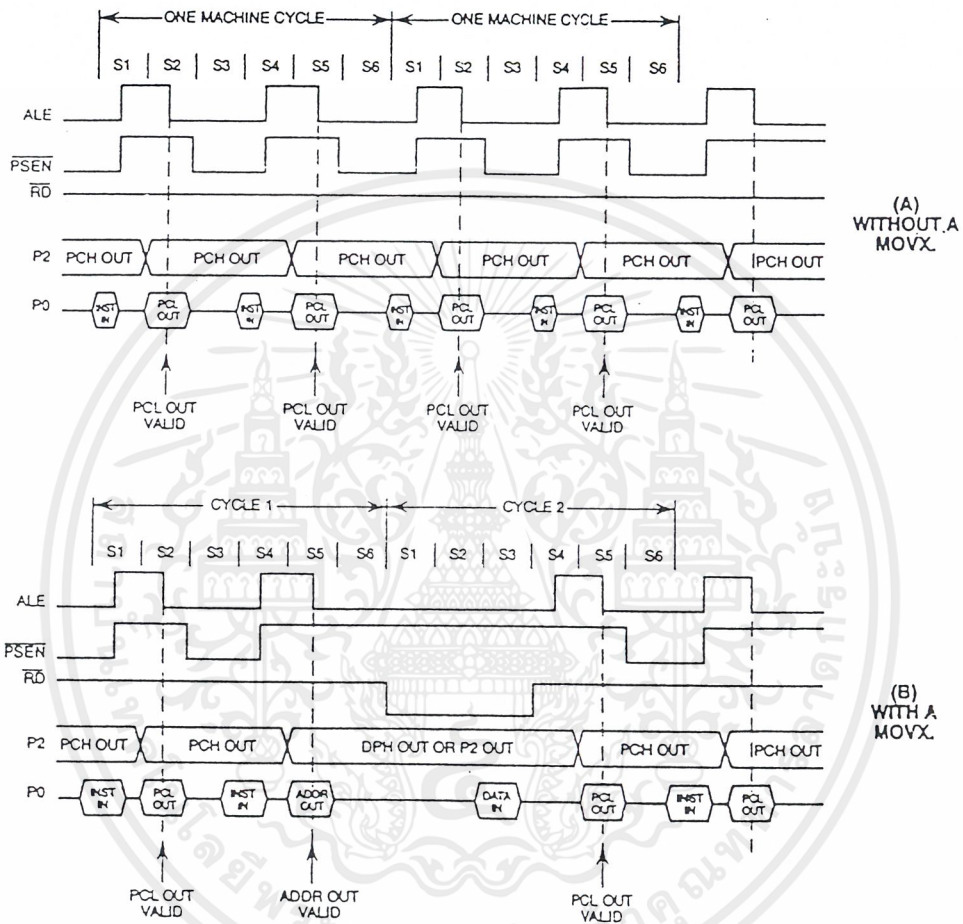 ONE MACHINE CYCLE ONE MACHINE CYCLE
S1 S2 S3 S4 S5 S6 S1 S2 S3 S4 S5 S6
ALE
PSEN
RD
(A)
WITHOUT A
MOVX.
P2 PCH OUT PCH OUT PCH OUT PCH OUT PCH OUT PCH OUT
P0 INST IN PCL OUT INST IN PCL OUT INST IN PCL OUT INST IN PCL OUT INST IN PCL OUT
PCL OUT VALID PCL OUT VALID PCL OUT VALID PCL OUT VALID
CYCLE 1 CYCLE 2
S1 S2 S3 S4 S5 S6 S1 S2 S3 S4 S5 S6
ALE
PSEN
RD
(B)
WITH A
MOVX.
P2 PCH OUT PCH OUT DPH OUT OR P2 OUT PCH OUT PCH OUT
P0 INST IN PCL OUT INST IN ADDR OUT DATA IN PCL OUT INST IN PCL OUT
PCL OUT VALID ADDR OUT VALID PCL OUT VALID